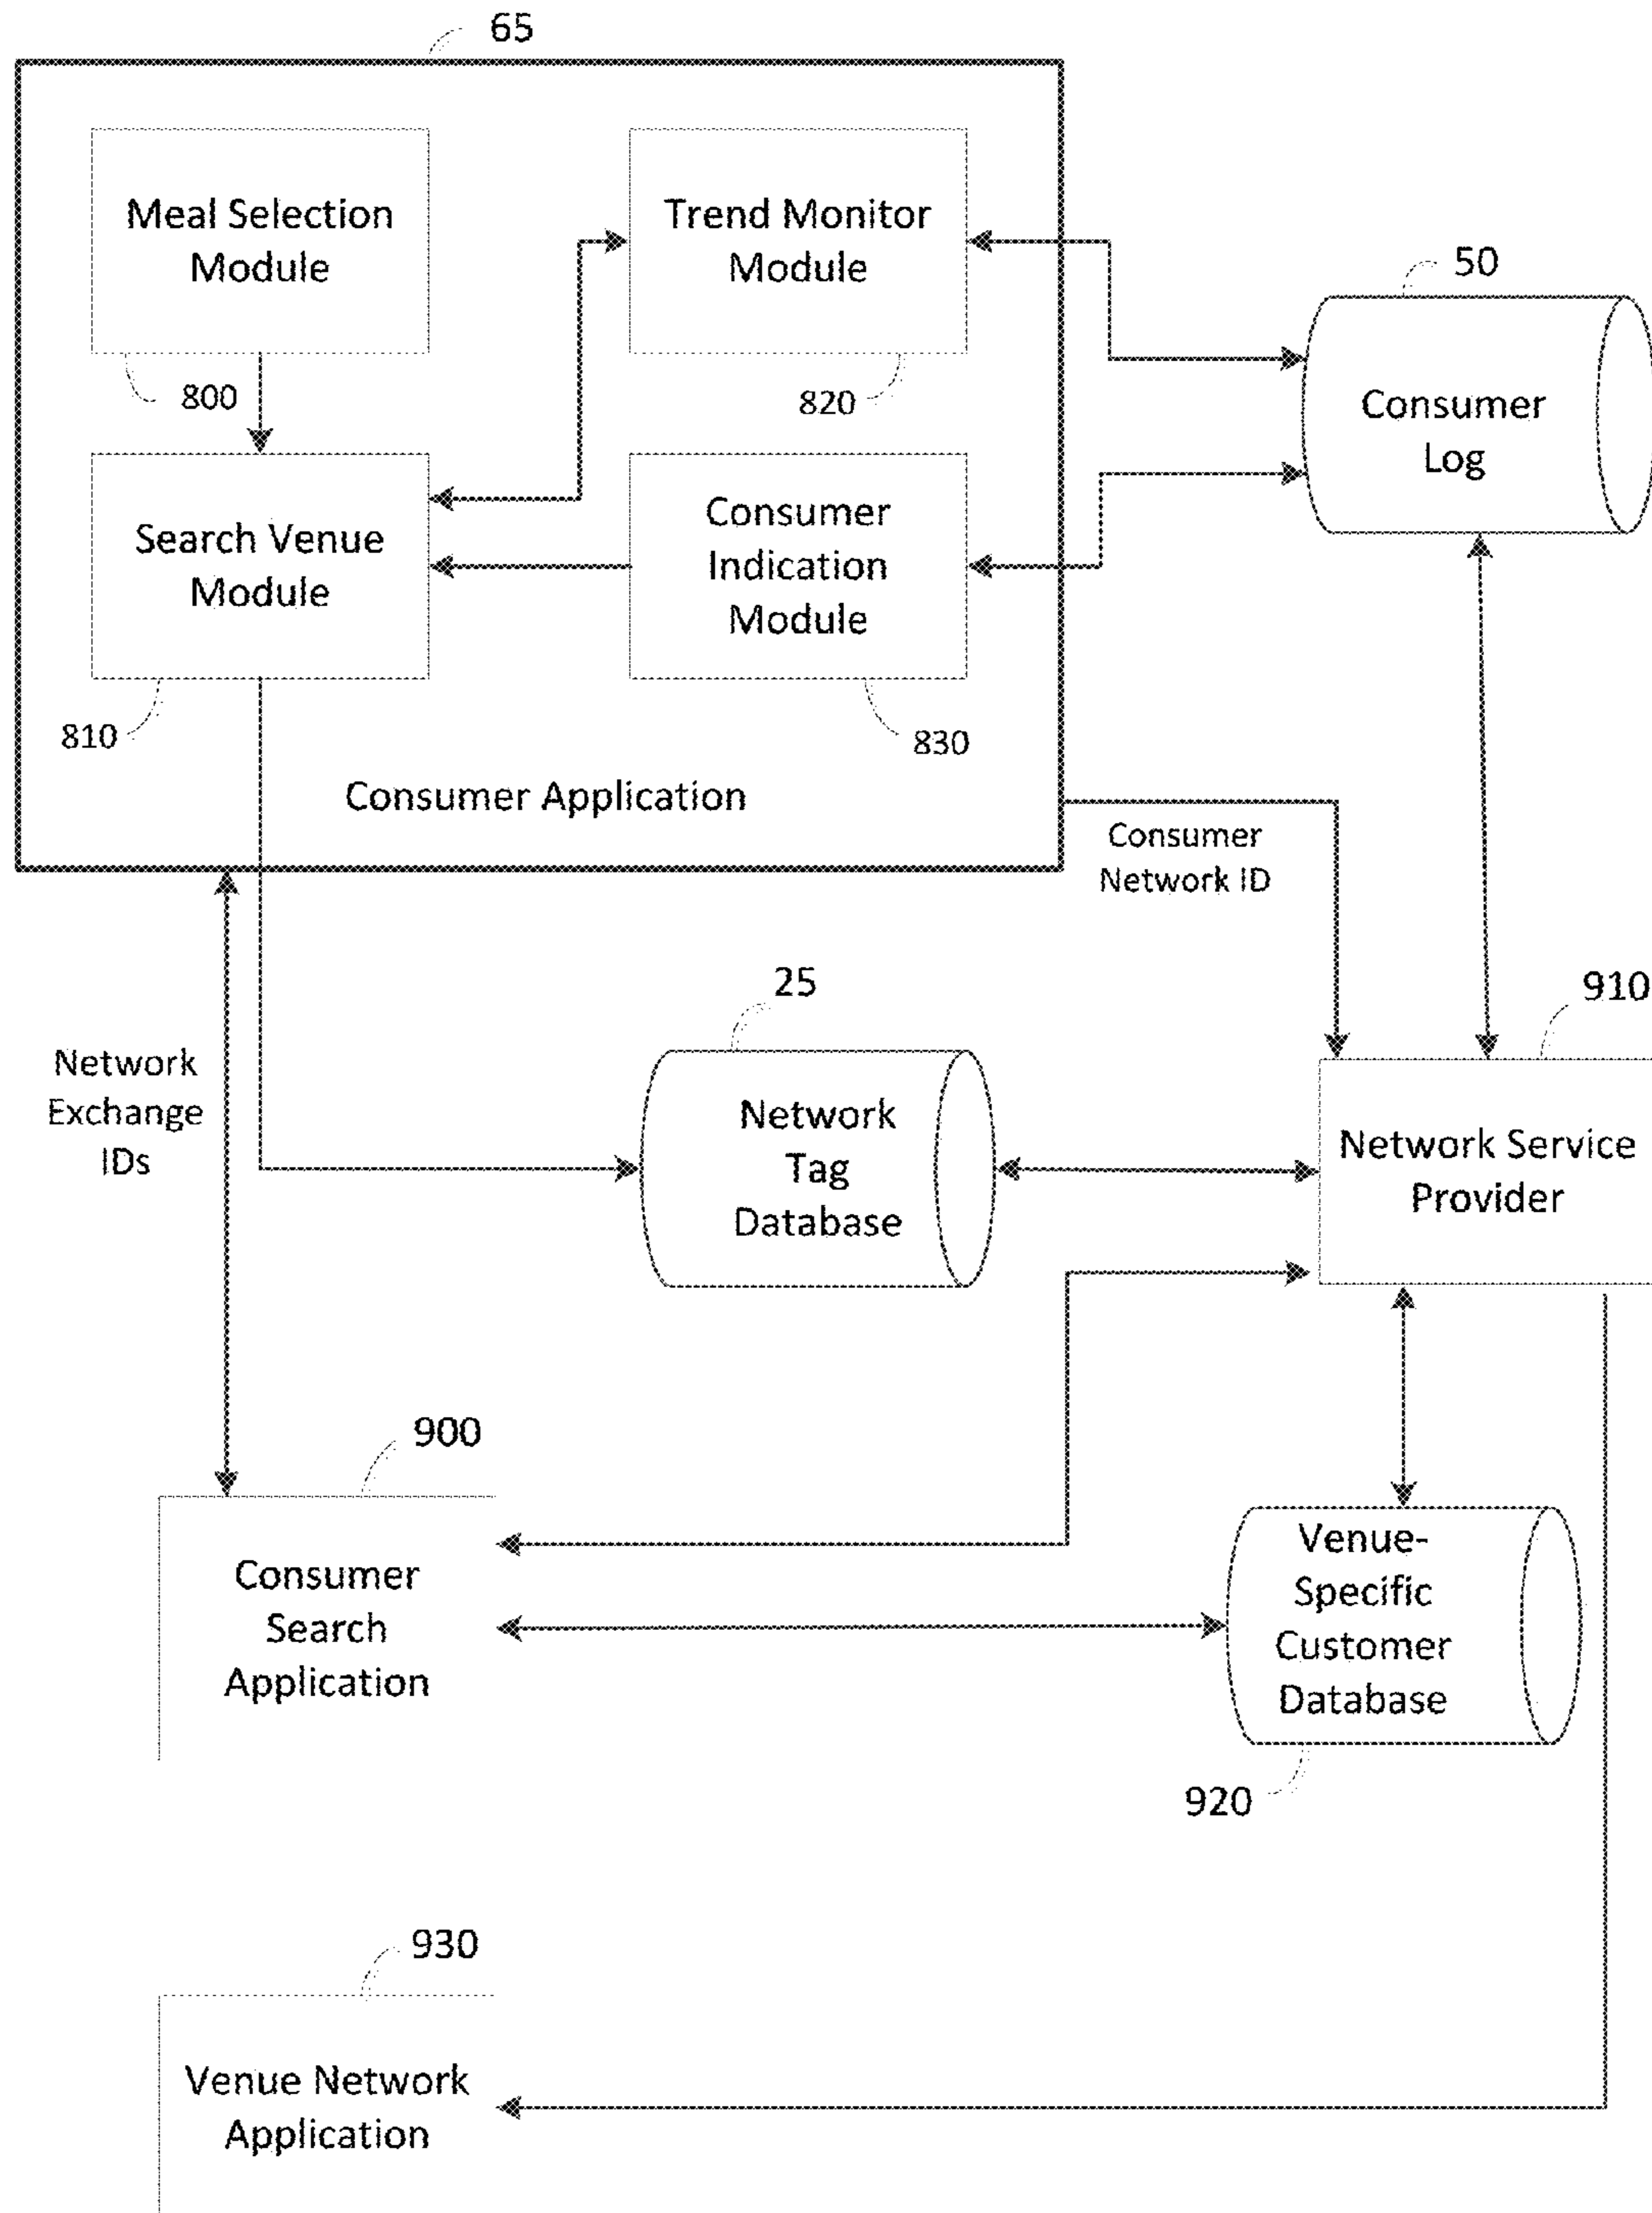 65
Meal Selection
Module
Trend Monitor
Module
50
800
820
Consumer
Log
Search Venue
Module
Consumer
Indication
Module
810
830
Consumer Application
Consumer
Network ID
25
910
Network
Exchange
IDs
Network
Tag
Database
Network Service
Provider
900
Consumer
Search
Application
Venue-
Specific
Customer
Database
920
930
Venue Network
Application